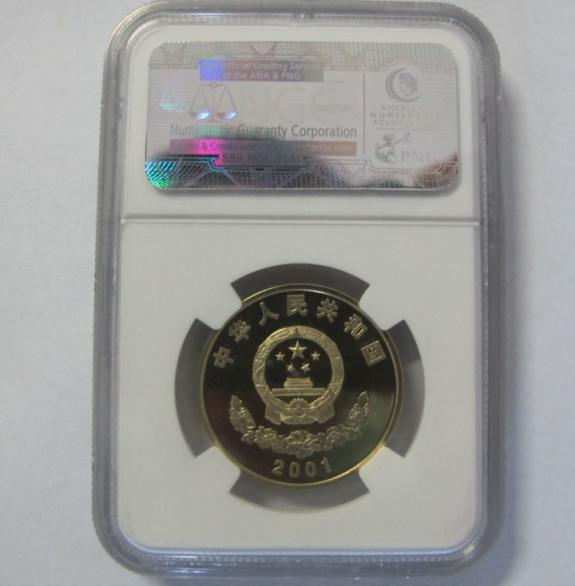 Official Grading Service
of the ANA & PNG
NGC
Numismatic Guaranty Corporation
AMERICAN
NUMISMATIC
ASSOCIATION
PNG
中华人民共和国
2001